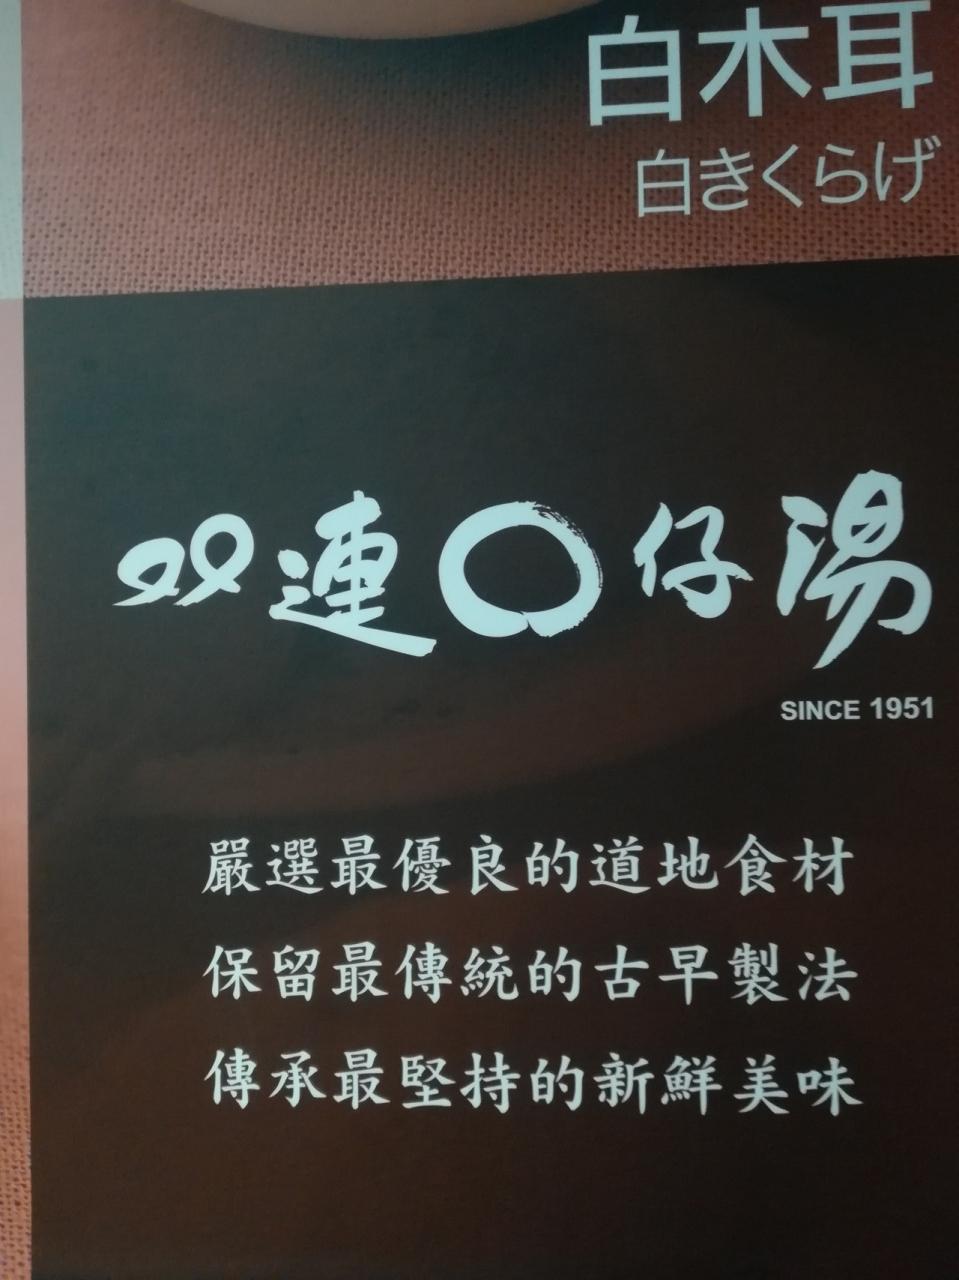 白木耳
白きくらげ
双連〇仔湯
SINCE 1951
嚴選最優良的道地食材
保留最傳統的古早製法
傳承最堅持的新鮮美味